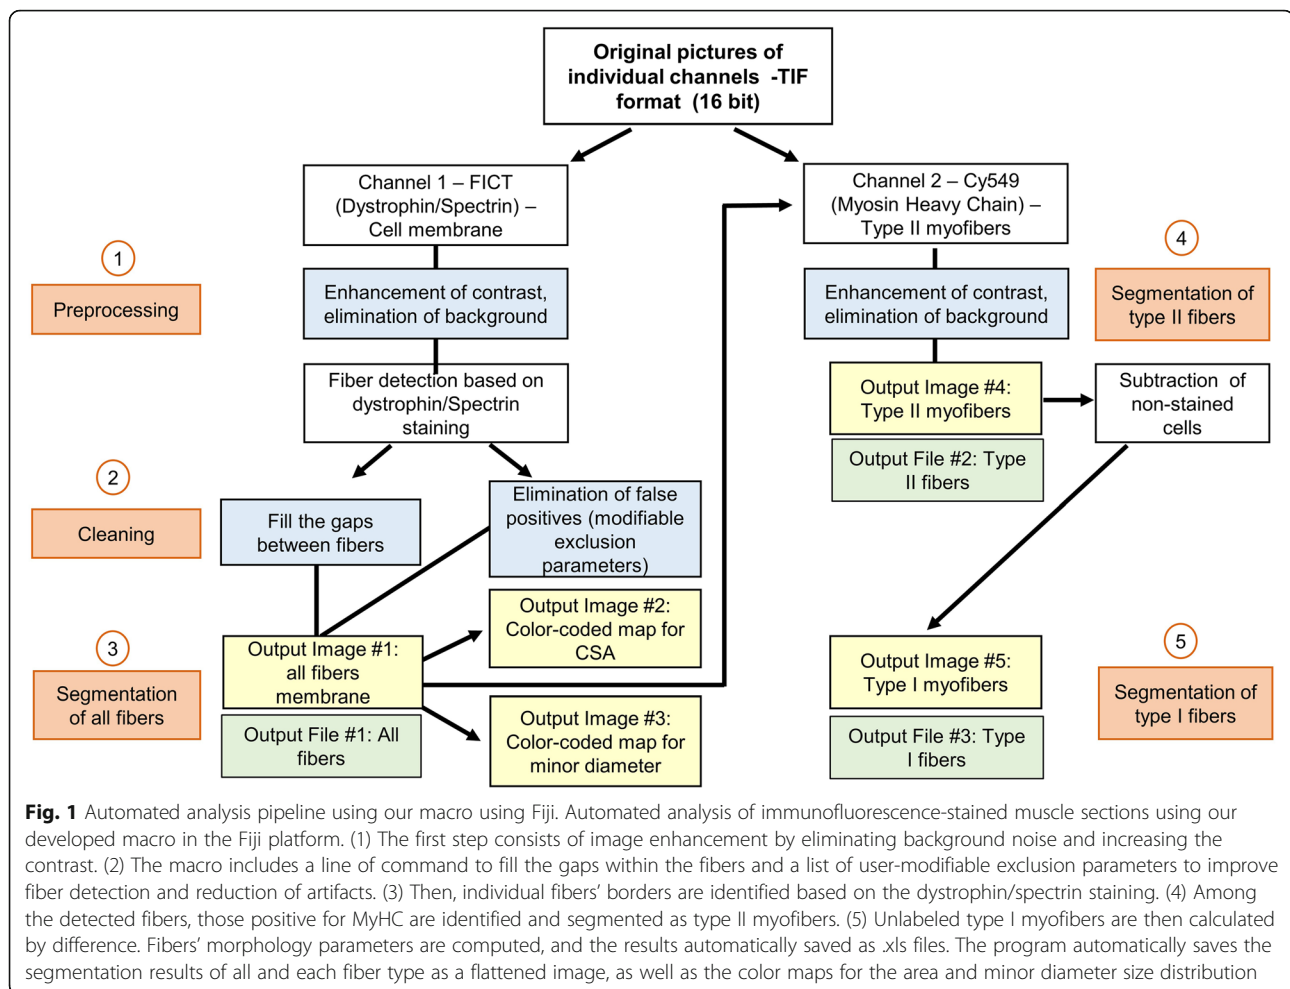 Original pictures of
individual channels -TIF
format (16 bit)
Channel 1 – FICT
(Dystrophin/Spectrin) –
Cell membrane
Channel 2 – Cy549
(Myosin Heavy Chain) –
Type II myofibers
1
Preprocessing
Enhancement of contrast,
elimination of background
Enhancement of contrast,
elimination of background
4
Segmentation of
type II fibers
Fiber detection based on
dystrophin/Spectrin
staining
Output Image #4:
Type II myofibers
Subtraction of
non-stained
cells
Output File #2: Type
II fibers
2
Cleaning
Fill the gaps
between fibers
Elimination of false
positives (modifiable
exclusion
parameters)
Output Image #2:
Color-coded map for
CSA
3
Segmentation
of all fibers
Output Image #1:
all fibers
membrane
Output File #1: All
fibers
Output Image #3:
Color-coded map for
minor diameter
Output Image #5:
Type I myofibers
Output File #3: Type
I fibers
5
Segmentation of
type I fibers
Fig. 1 Automated analysis pipeline using our macro using Fiji. Automated analysis of immunofluorescence-stained muscle sections using our
developed macro in the Fiji platform. (1) The first step consists of image enhancement by eliminating background noise and increasing the
contrast. (2) The macro includes a line of command to fill the gaps within the fibers and a list of user-modifiable exclusion parameters to improve
fiber detection and reduction of artifacts. (3) Then, individual fibers' borders are identified based on the dystrophin/spectrin staining. (4) Among
the detected fibers, those positive for MyHC are identified and segmented as type II myofibers. (5) Unlabeled type I myofibers are then calculated
by difference. Fibers' morphology parameters are computed, and the results automatically saved as .xls files. The program automatically saves the
segmentation results of all and each fiber type as a flattened image, as well as the color maps for the area and minor diameter size distribution